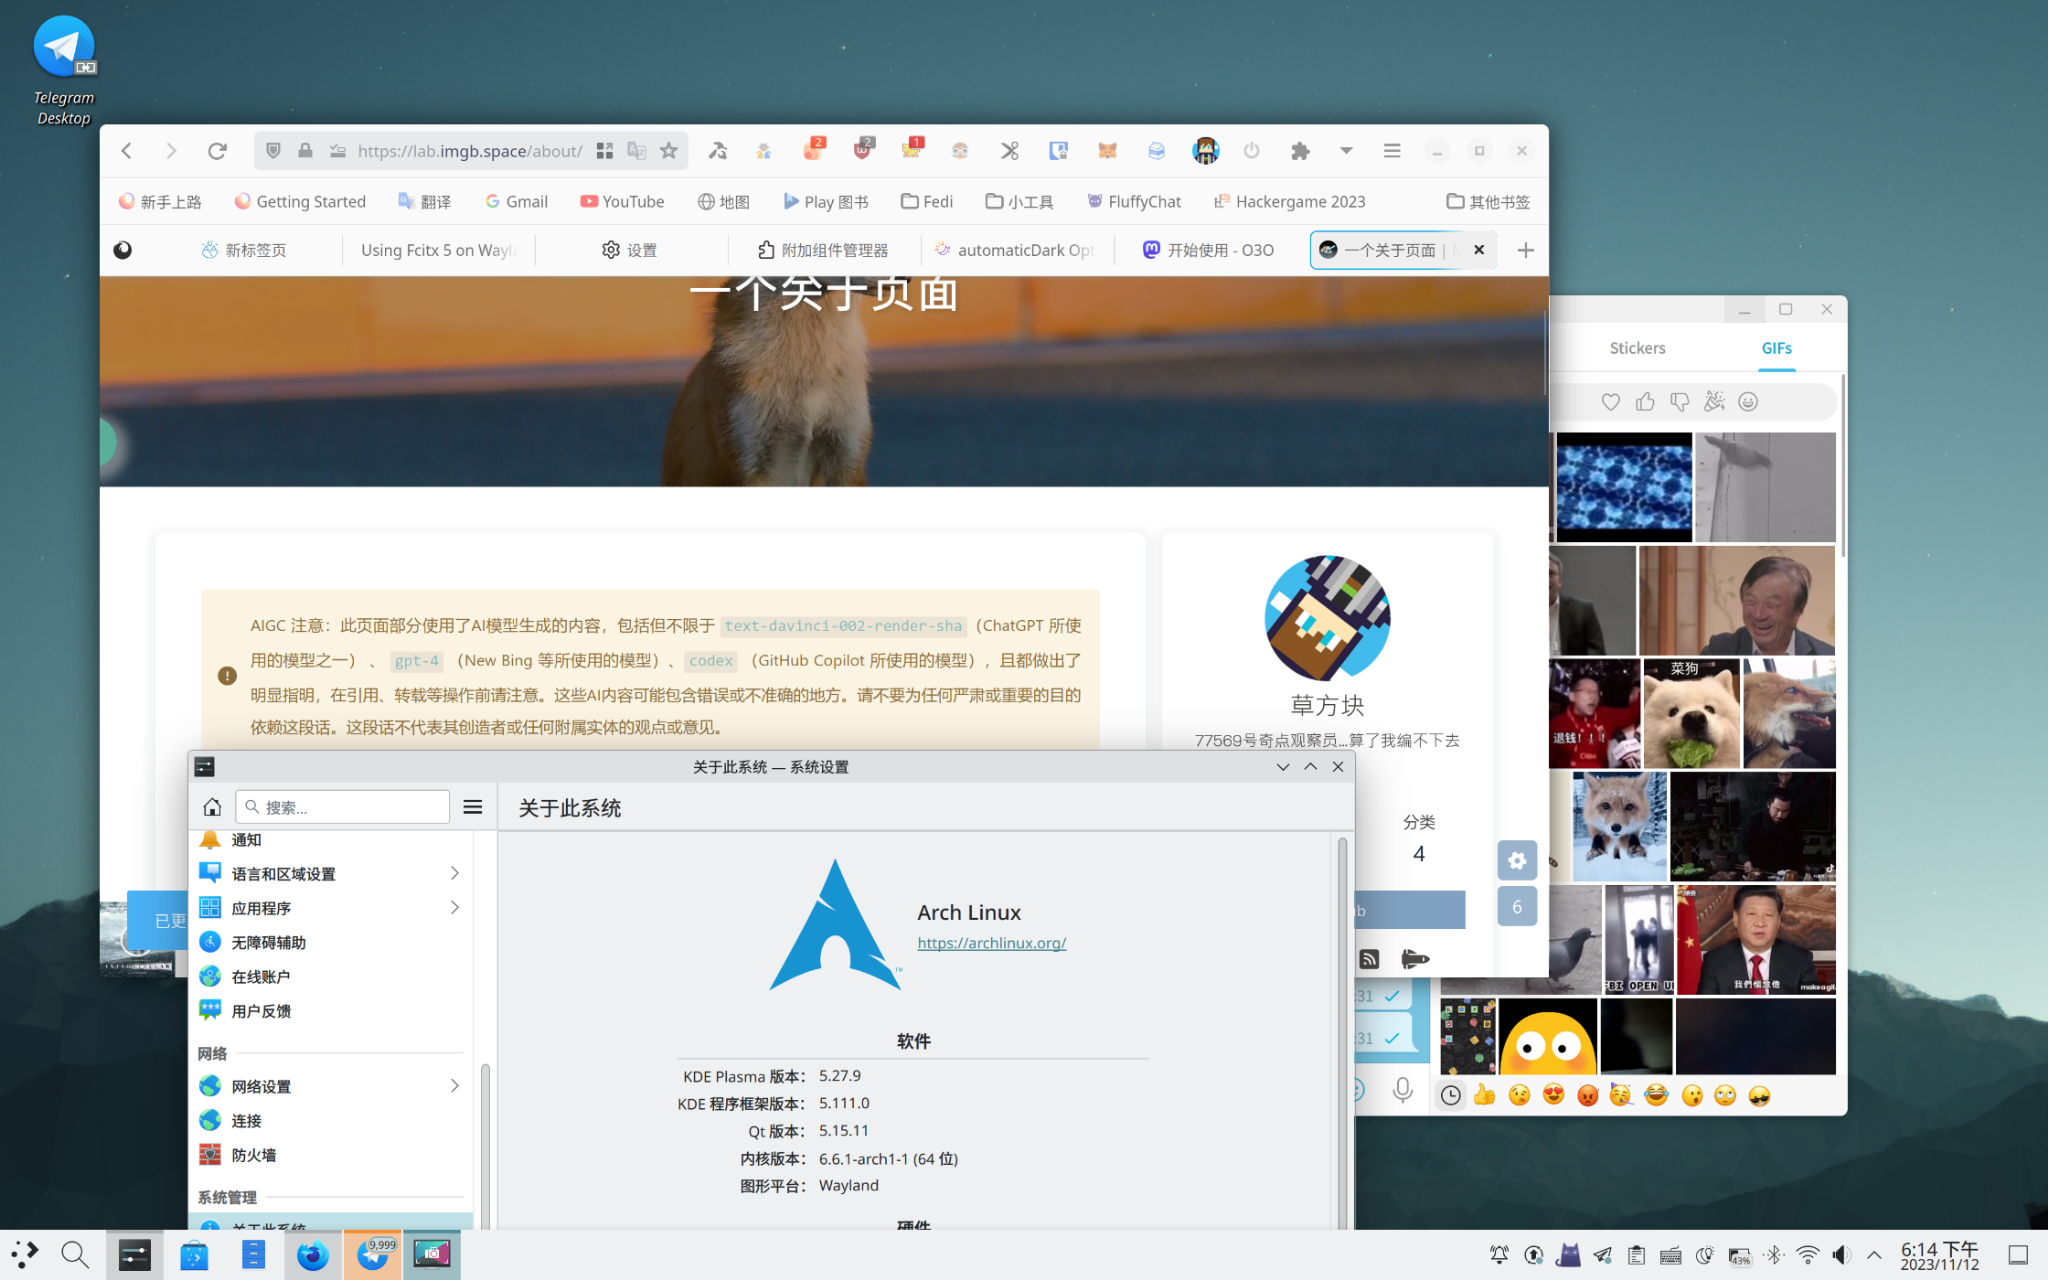 Telegram
Desktop
2
2
1
https://lab.imgb.space/about/
新手上路
Getting Started
翻译
Gmail
YouTube
地图
Play 图书
Fedi
小工具
FluffyChat
Hackergame 2023
其他书签
新标签页
Using Fcitx 5 on Wayl
设置
附加组件管理器
automaticDark Opt
开始使用 - O3O
一个关于页面 |
一个关于页面
Stickers
GIFs
AIGC 注意：此页面部分使用了AI模型生成的内容，包括但不限于 text-davinci-002-render-sha （ChatGPT 所使
用的模型之一） 、 gpt-4 （New Bing 等所使用的模型）、 codex （GitHub Copilot 所使用的模型），且都做出了
明显指明，在引用、转载等操作前请注意。这些AI内容可能包含错误或不准确的地方。请不要为任何严肃或重要的目的
依赖这段话。这段话不代表其创造者或任何附属实体的观点或意见。
草方块
77569号奇点观察员...算了我编不下去
分类
4
6
已更
退钱！！
菜狗
FBI OPEN U
我們懷念他
makeagif
:31
:31
关于此系统 — 系统设置
搜索...
关于此系统
通知
语言和区域设置
应用程序
无障碍辅助
在线账户
用户反馈
网络
网络设置
连接
防火墙
系统管理
关于此系统
Arch Linux
https://archlinux.org/
软件
KDE Plasma 版本： 5.27.9
KDE 程序框架版本： 5.111.0
Qt 版本： 5.15.11
内核版本： 6.6.1-arch1-1 (64 位)
图形平台： Wayland
硬件
9,999
43%
6:14 下午
2023/11/12